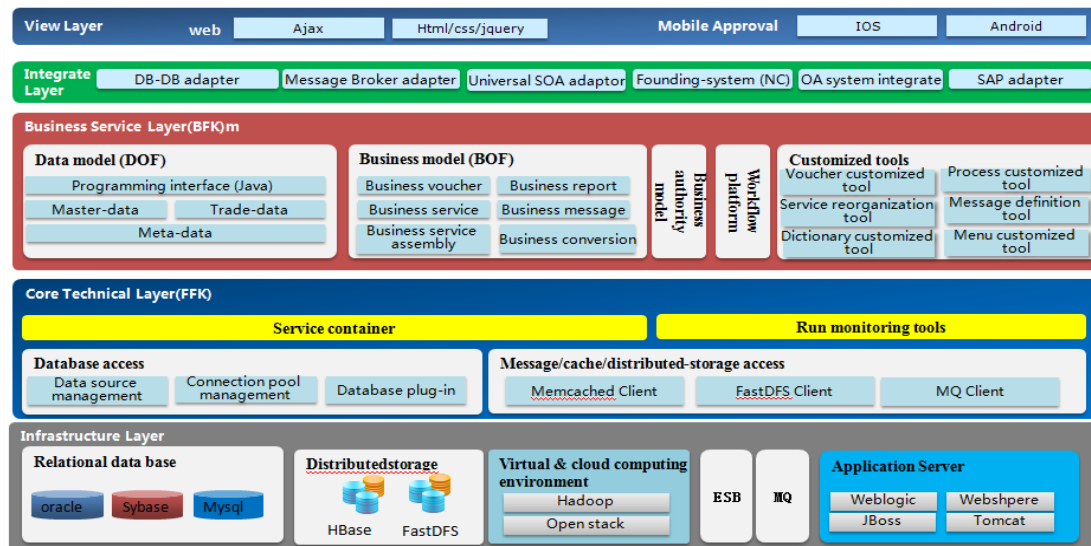 View Layer
web
Ajax
Html/css/jquery
Mobile Approval
IOS
Android
Integrate
Layer
DB-DB adapter
Message Broker adapter
Universal SOA adaptor
Founding-system (NC)
OA system integrate
SAP adapter
Business Service Layer(BFK)m
Data model (DOF)
Programming interface (Java)
Master-data
Trade-data
Meta-data
Business model (BOF)
Business voucher
Business report
Business service
Business message
Business service
assembly
Business conversion
Business
authority
model
Workflow
platform
Customized tools
Voucher customized
tool
Process customized
tool
Service reorganization
tool
Message definition
tool
Dictionary customized
tool
Menu customized
tool
Core Technical Layer(FFK)
Service container
Run monitoring tools
Database access
Data source
management
Connection pool
management
Database plug-in
Message/cache/distributed-storage access
Memcached Client
FastDFS Client
MQ Client
Infrastructure Layer
Relational data base
oracle
Sybase
Mysql
Distributedstorage
HBase
FastDFS
Virtual & cloud computing
environment
Hadoop
Open stack
ESB
MQ
Application Server
Weblogic
Webshpere
JBoss
Tomcat